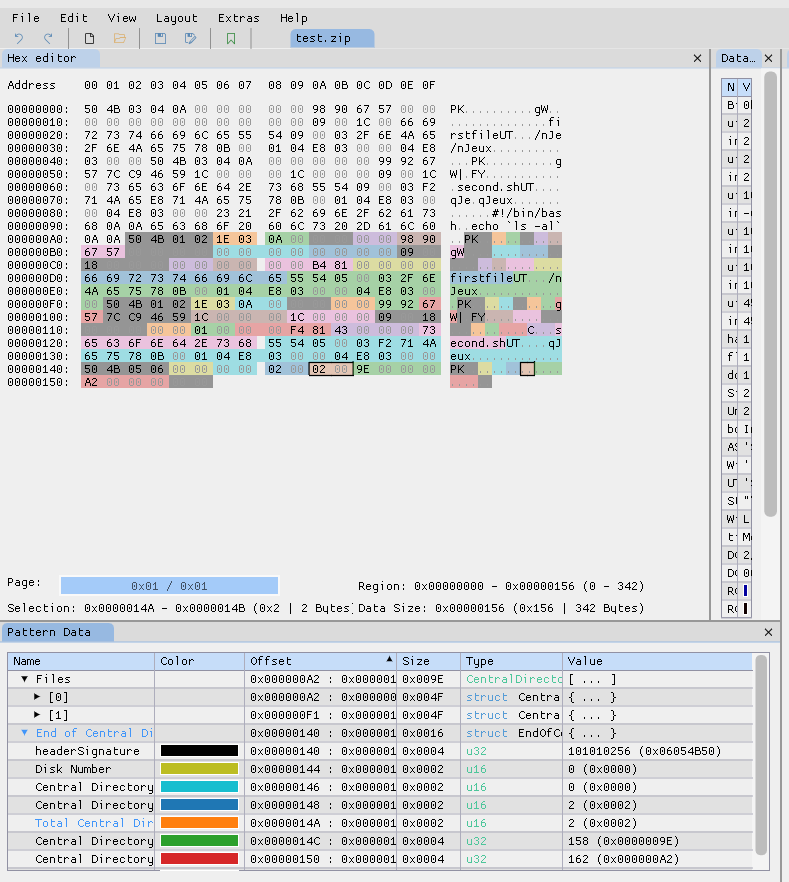 File Edit View Layout Extras Help
test.zip
Hex editor
Data…
Address 00 01 02 03 04 05 06 07 08 09 0A 0B 0C 0D 0E 0F
00000000: 50 4B 03 04 0A 00 00 00 00 00 98 90 67 57 00 00 PK..........gW..
00000010: 00 00 00 00 00 00 00 00 00 00 09 00 1C 00 66 69 ..............fi
00000020: 72 73 74 66 69 6C 65 55 54 09 00 03 2F 6E 4A 65 rstfileUT.../nJe
00000030: 2F 6E 4A 65 75 78 0B 00 01 04 E8 03 00 00 04 E8 /nJeux..........
00000040: 03 00 00 50 4B 03 04 0A 00 00 00 00 00 99 92 67 ...PK..........g
00000050: 57 7C C9 46 59 1C 00 00 00 1C 00 00 00 09 00 1C W|.FY...........
00000060: 00 73 65 63 6F 6E 64 2E 73 68 55 54 09 00 03 F2 .second.shUT....
00000070: 71 4A 65 E8 71 4A 65 75 78 0B 00 01 04 E8 03 00 qJe.qJeux.......
00000080: 00 04 E8 03 00 00 23 21 2F 62 69 6E 2F 62 61 73 ......#!/bin/bas
00000090: 68 0A 0A 65 63 68 6F 20 60 6C 73 20 2D 61 6C 60 h..echo `ls -al`
000000A0: 0A 0A 50 4B 01 02 1E 03 0A 00 00 00 00 00 98 90 ..PK............
000000B0: 67 57 00 00 00 00 00 00 00 00 00 00 00 00 09 00 gW..............
000000C0: 18 00 00 00 00 00 00 00 00 00 B4 81 00 00 00 00 ................
000000D0: 66 69 72 73 74 66 69 6C 65 55 54 05 00 03 2F 6E firstfileUT.../n
000000E0: 4A 65 75 78 0B 00 01 04 E8 03 00 00 04 E8 03 00 Jeux............
000000F0: 00 50 4B 01 02 1E 03 0A 00 00 00 00 00 99 92 67 .PK............g
00000100: 57 7C C9 46 59 1C 00 00 00 1C 00 00 00 09 00 18 W|.FY...........
00000110: 00 00 00 00 00 01 00 00 00 F4 81 43 00 00 00 73 ...........C...s
00000120: 65 63 6F 6E 64 2E 73 68 55 54 05 00 03 F2 71 4A econd.shUT....qJ
00000130: 65 75 78 0B 00 01 04 E8 03 00 00 04 E8 03 00 00 eux.............
00000140: 50 4B 05 06 00 00 00 00 02 00 02 00 9E 00 00 00 PK..............
00000150: A2 00 00 00 00 00 ......
Page: 0x01 / 0x01 Region: 0x00000000 - 0x00000156 (0 - 342)
Selection: 0x0000014A - 0x0000014B (0x2 | 2 Bytes) Data Size: 0x00000156 (0x156 | 342 Bytes)
Pattern Data
Name Color Offset Size Type Value
Files 0x000000A2 : 0x000001 0x009E CentralDirecto [ ... ]
[0] 0x000000A2 : 0x000000 0x004F struct Centra { ... }
[1] 0x000000F1 : 0x000001 0x004F struct Centra { ... }
End of Central Di 0x00000140 : 0x000001 0x0016 struct EndOfCe { ... }
headerSignature 0x00000140 : 0x000001 0x0004 u32 101010256 (0x06054B50)
Disk Number 0x00000144 : 0x000001 0x0002 u16 0 (0x0000)
Central Directory 0x00000146 : 0x000001 0x0002 u16 0 (0x0000)
Central Directory 0x00000148 : 0x000001 0x0002 u16 2 (0x0002)
Total Central Dir 0x0000014A : 0x000001 0x0002 u16 2 (0x0002)
Central Directory 0x0000014C : 0x000001 0x0004 u32 158 (0x0000009E)
Central Directory 0x00000150 : 0x000001 0x0004 u32 162 (0x000000A2)